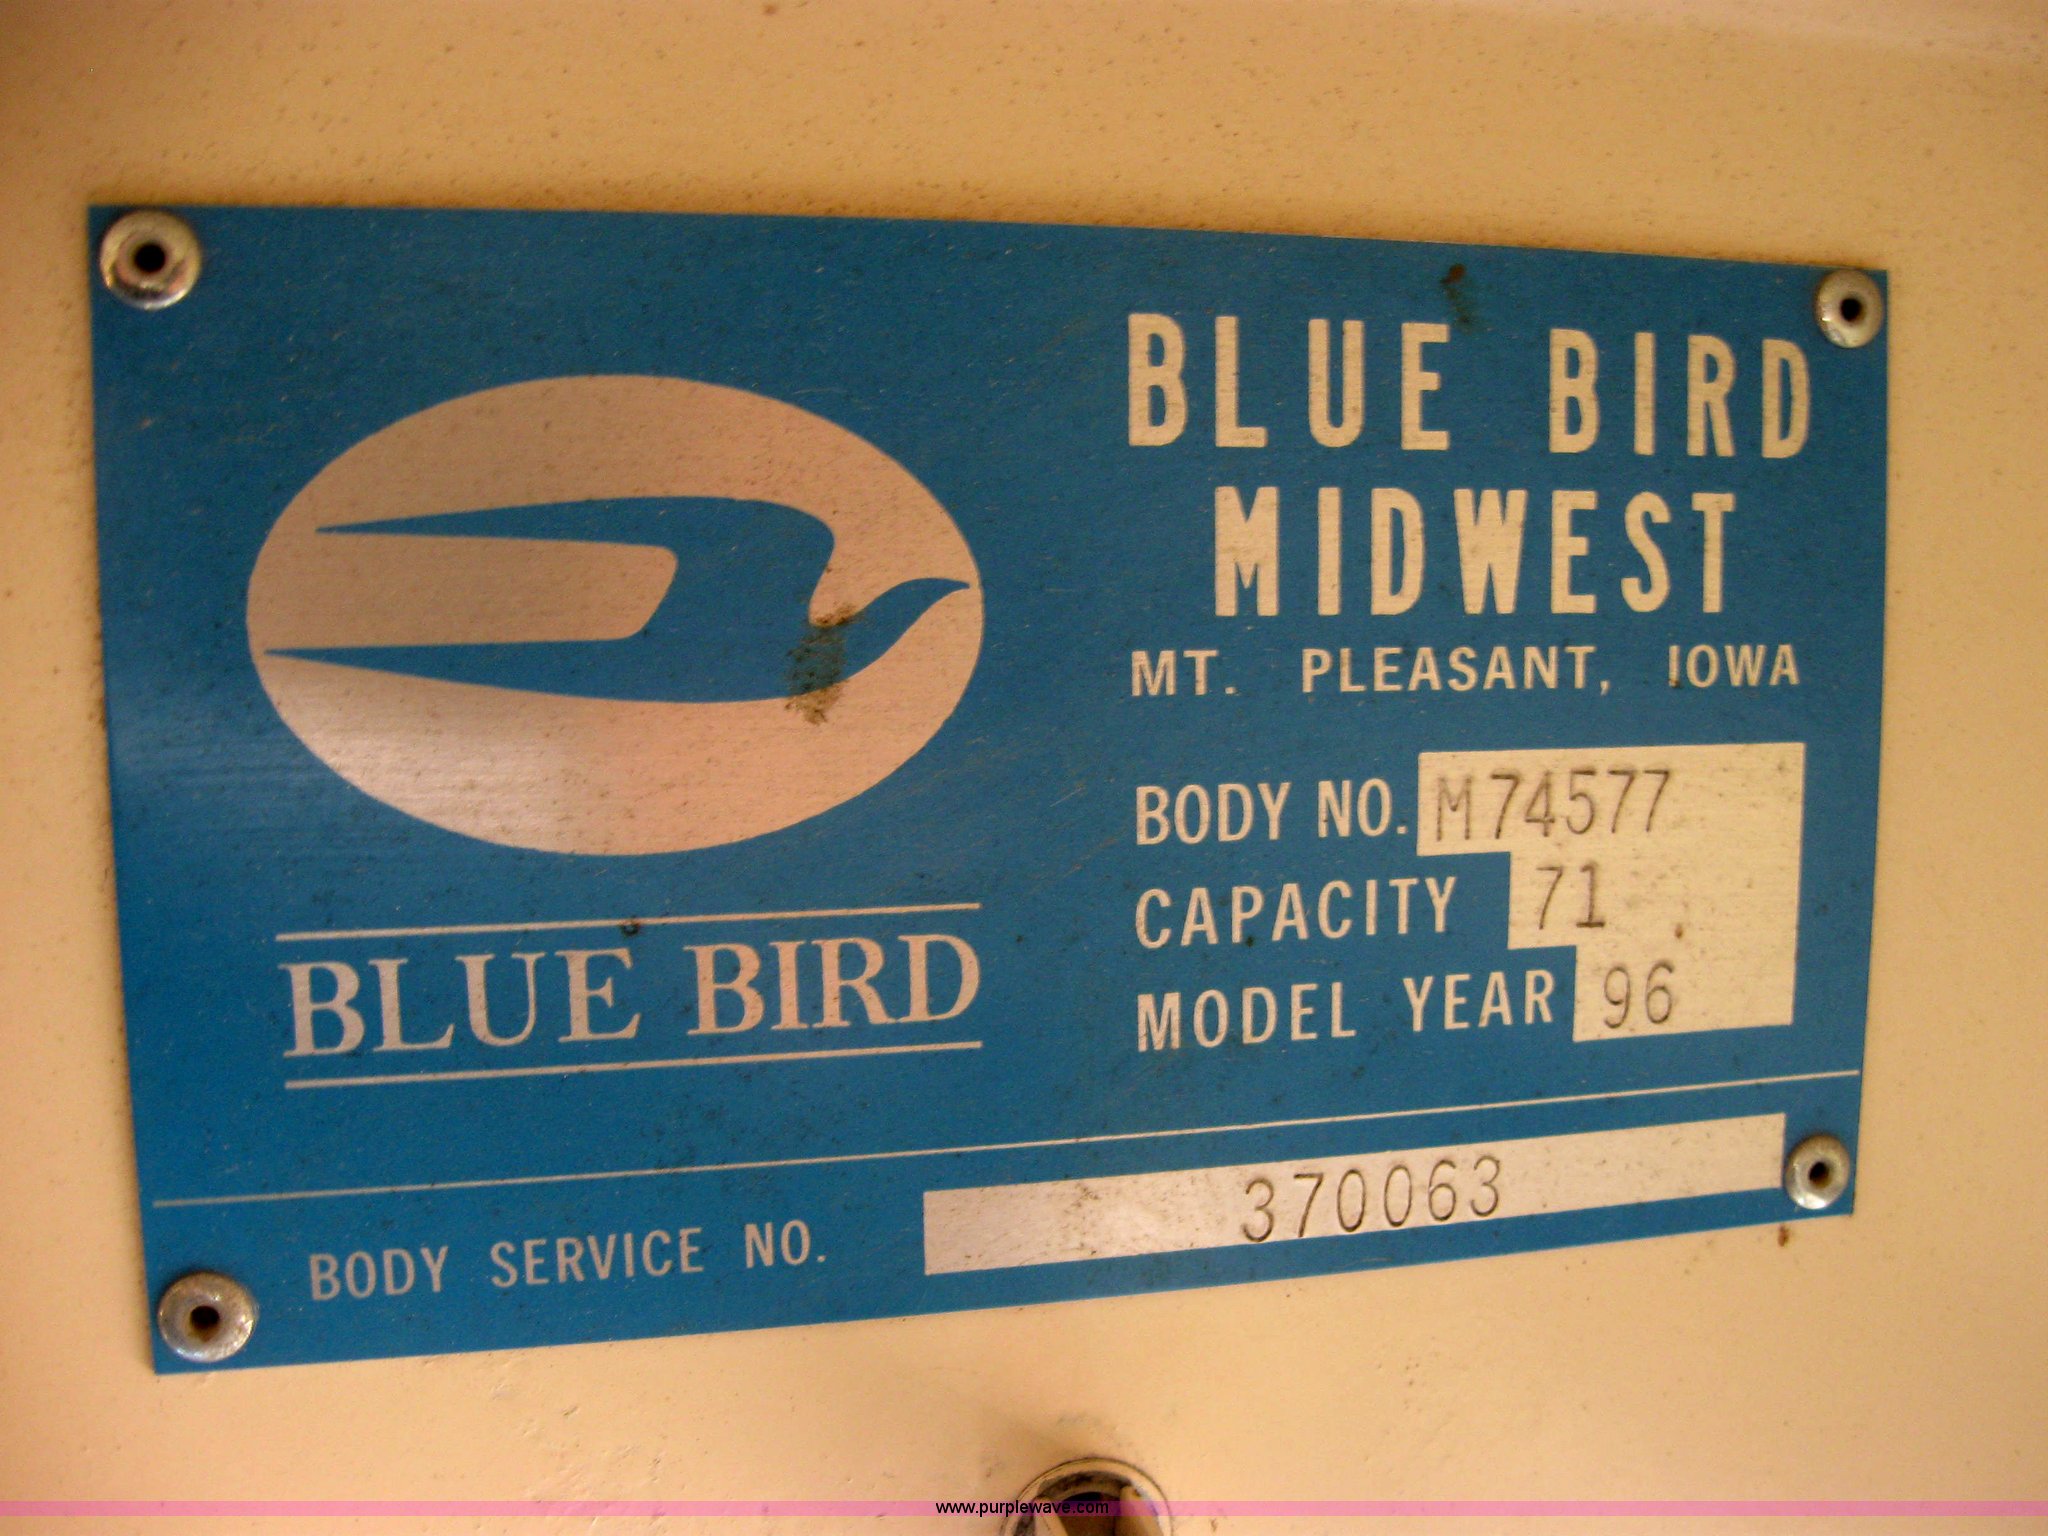 BLUE BIRD
MIDWEST
MT. PLEASANT, IOWA
BODY NO. M74577
CAPACITY 71
MODEL YEAR 96
BLUE BIRD
BODY SERVICE NO. 370063
www.purplewave.com